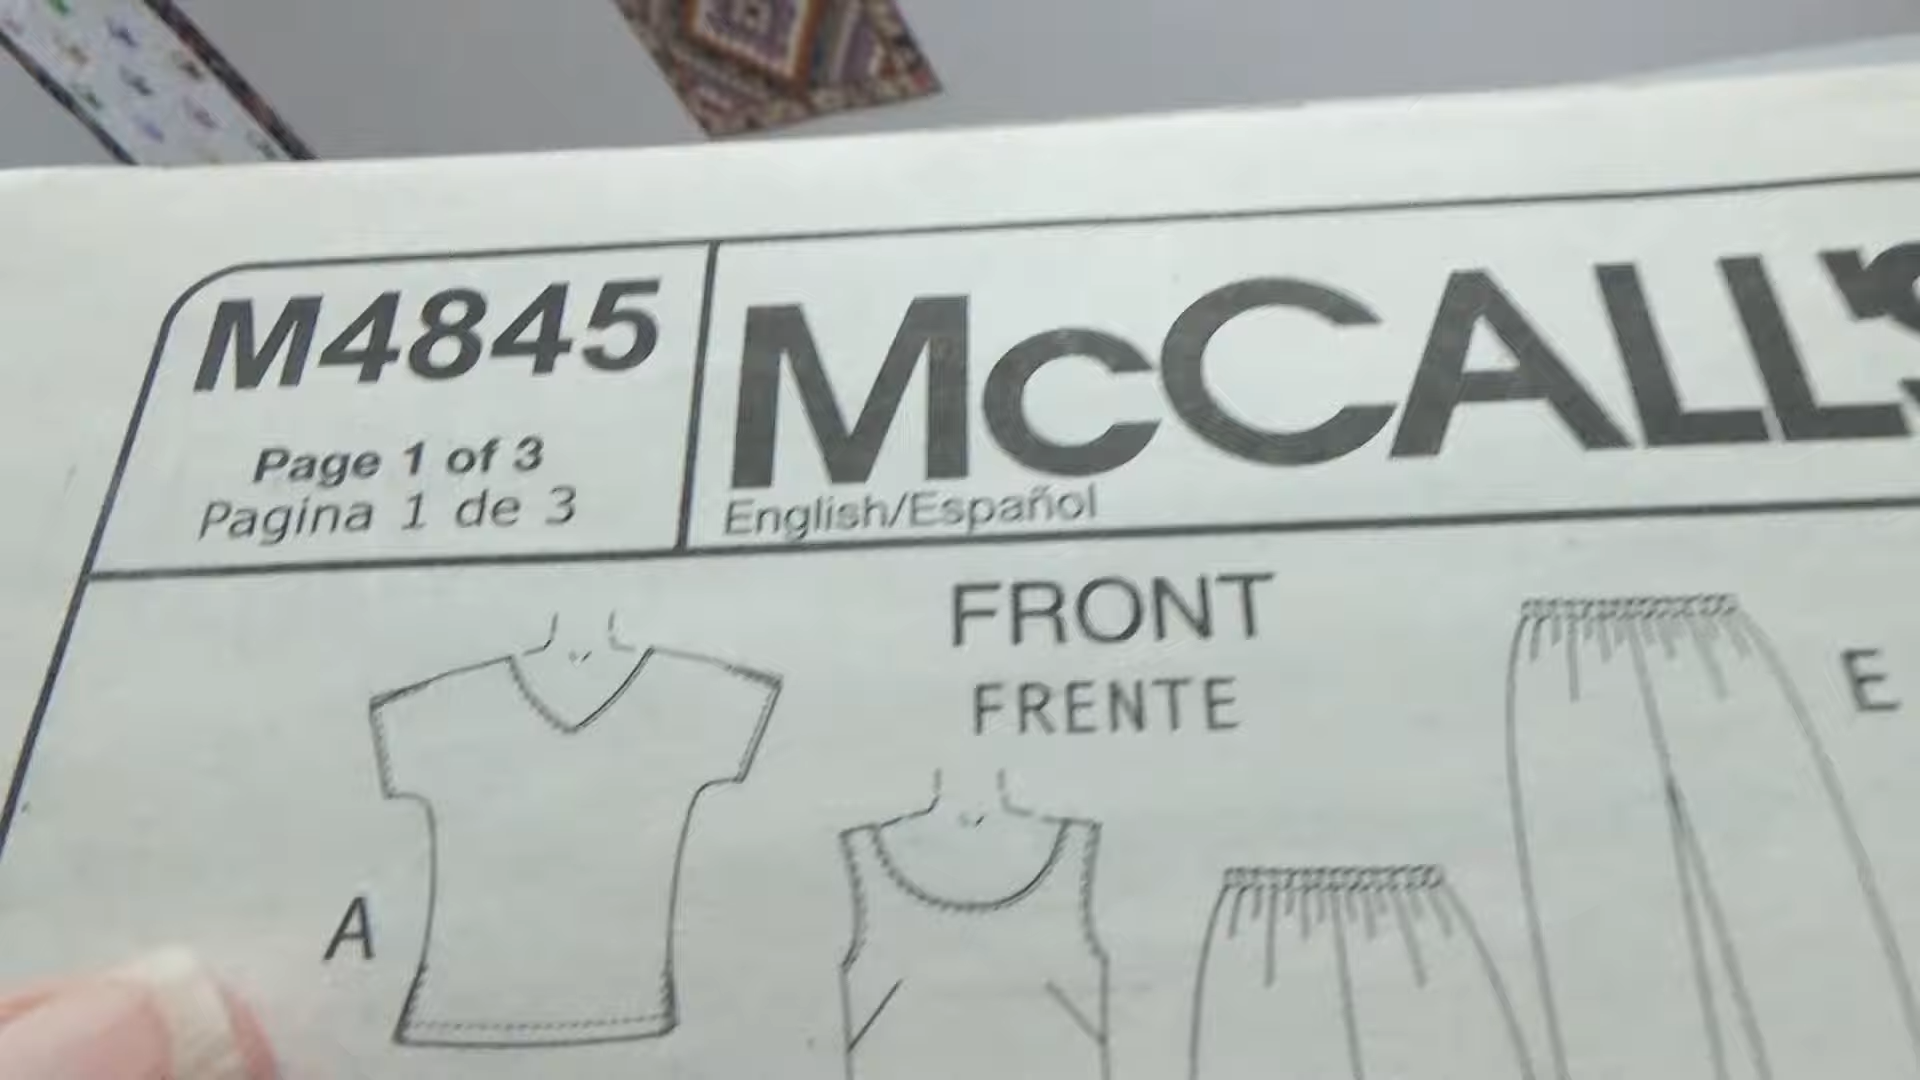 M4845
Page 1 of 3
Pagina 1 de 3
McCALL'S
English/Español
FRONT
FRENTE
A
E